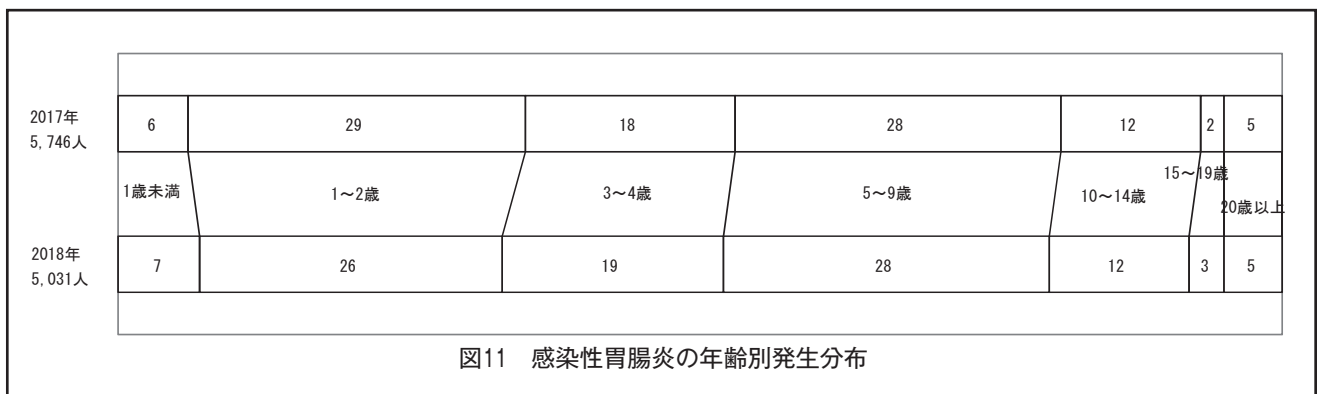 2017年
5,746人
6 29 18 28 12 2 5
1歳未満 1～2歳 3～4歳 5～9歳 10～14歳 15～19歳 20歳以上
2018年
5,031人
7 26 19 28 12 3 5
図11 感染性胃腸炎の年齢別発生分布